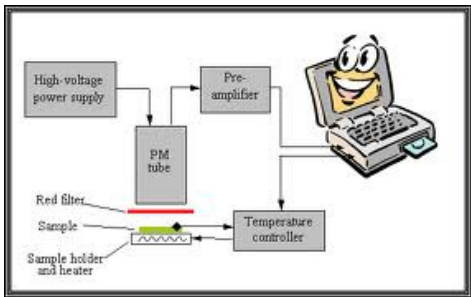 High-voltage
power supply
Pre-
amplifier
PM
tube
Red filter
Sample
Temperature
controller
Sample holder
and heater